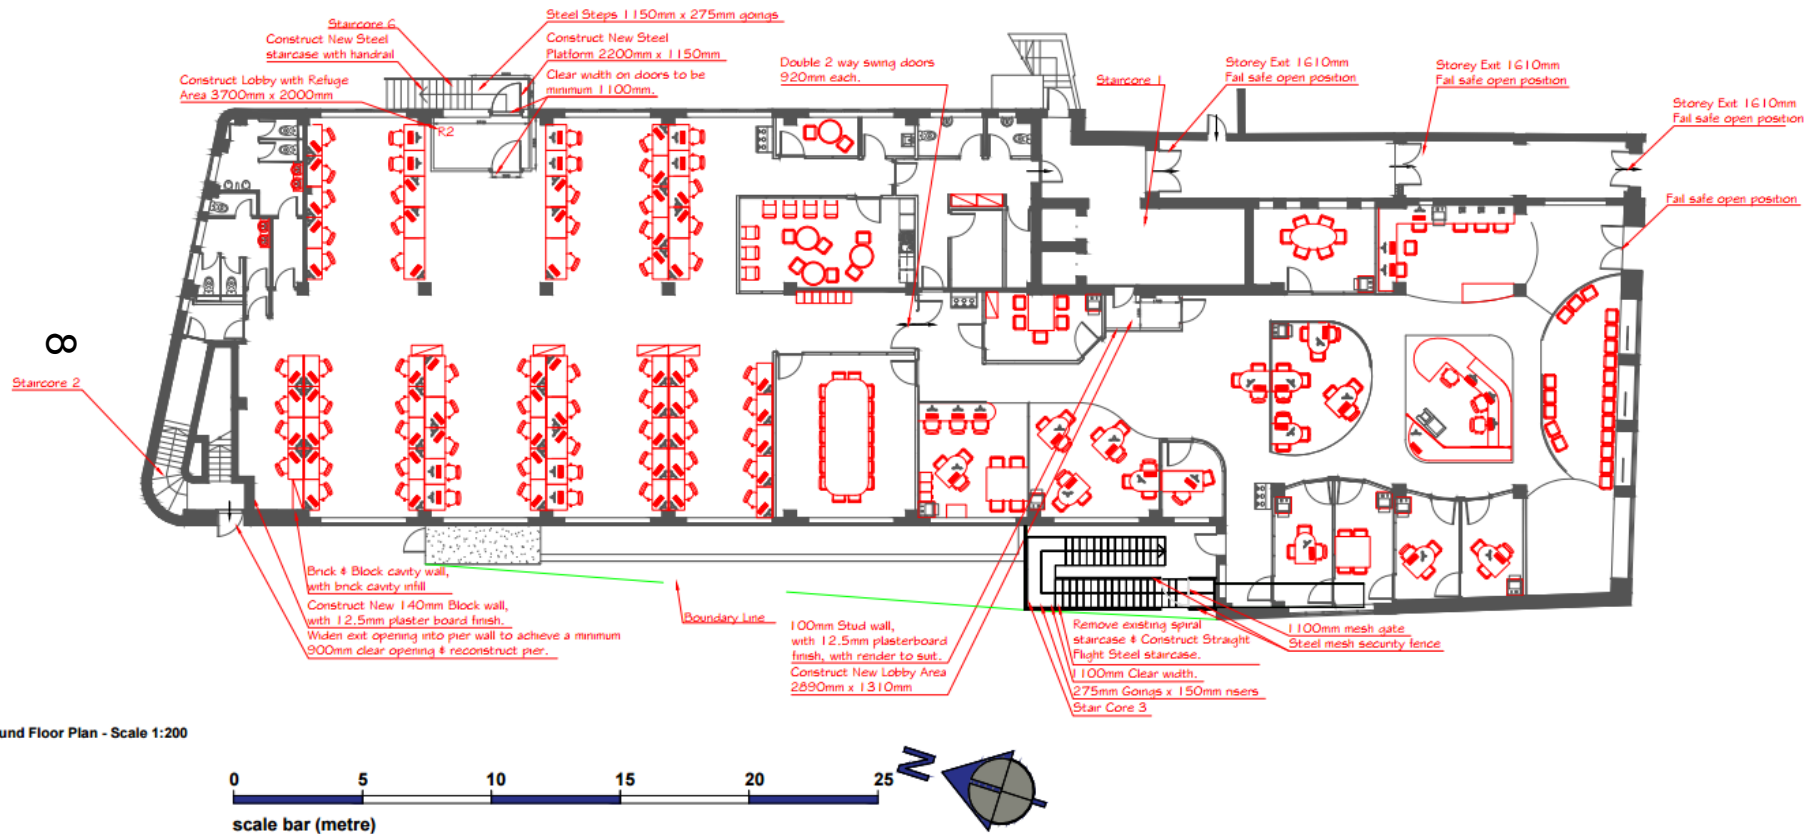 Steel Steps 1150mm x 275mm goings
Staircore 6
Construct New Steel
staircase with handrail
Construct New Steel
Platform 2200mm x 1150mm
Construct Lobby with Refuge
Area 3700mm x 2000mm
Clear width on doors to be
minimum 1100mm.
Double 2 way swing doors
920mm each.
Staircore 1
Storey Exit 1610mm
Fail safe open position
Storey Exit 1610mm
Fail safe open position
Storey Exit 1610mm
Fail safe open position
R2
Fail safe open position
8
Staircore 2
Brick & Block cavity wall,
with brick cavity infill
Construct New 140mm Block wall,
with 12.5mm plaster board finish.
Widen exit opening into pier wall to achieve a minimum
900mm clear opening & reconstruct pier.
Boundary Line
100mm Stud wall,
with 12.5mm plasterboard
finish, with render to suit.
Construct New Lobby Area
2890mm x 1310mm
Remove existing spiral
staircase & Construct Straight
Flight Steel staircase.
1100mm Clear width.
275mm Goings x 150mm risers
Stair Core 3
1100mm mesh gate
Steel mesh security fence
und Floor Plan - Scale 1:200
0 5 10 15 20 25
scale bar (metre)
N